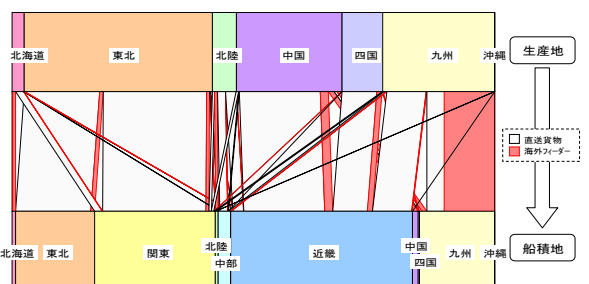 北海道 東北 北陸 中国 四国 九州 沖縄
生産地
直送貨物
海外フィーダー
北海道 東北 関東 北陸 中部 近畿 中国 四国 九州 沖縄
船積地